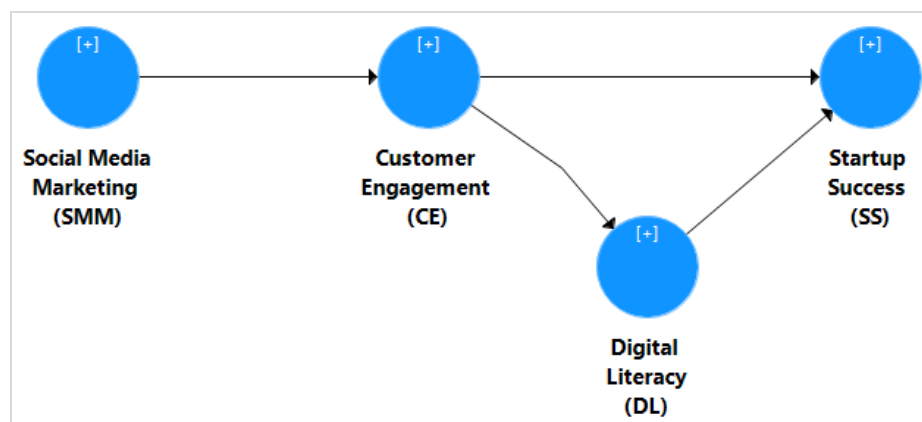 [+]
[+]
[+]
Social Media
Marketing
(SMM)
Customer
Engagement
(CE)
Startup
Success
(SS)
[+]
Digital
Literacy
(DL)